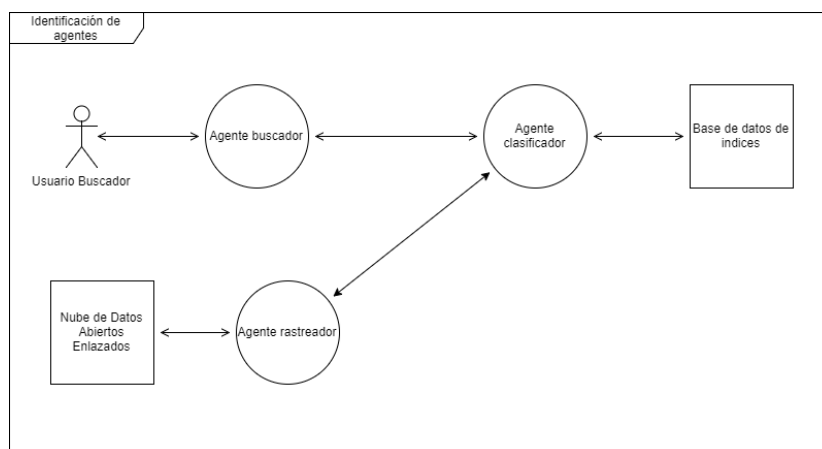 Identificación de
agentes
Usuario Buscador
Agente buscador
Agente
clasificador
Base de datos de
indices
Nube de Datos
Abiertos
Enlazados
Agente rastreador